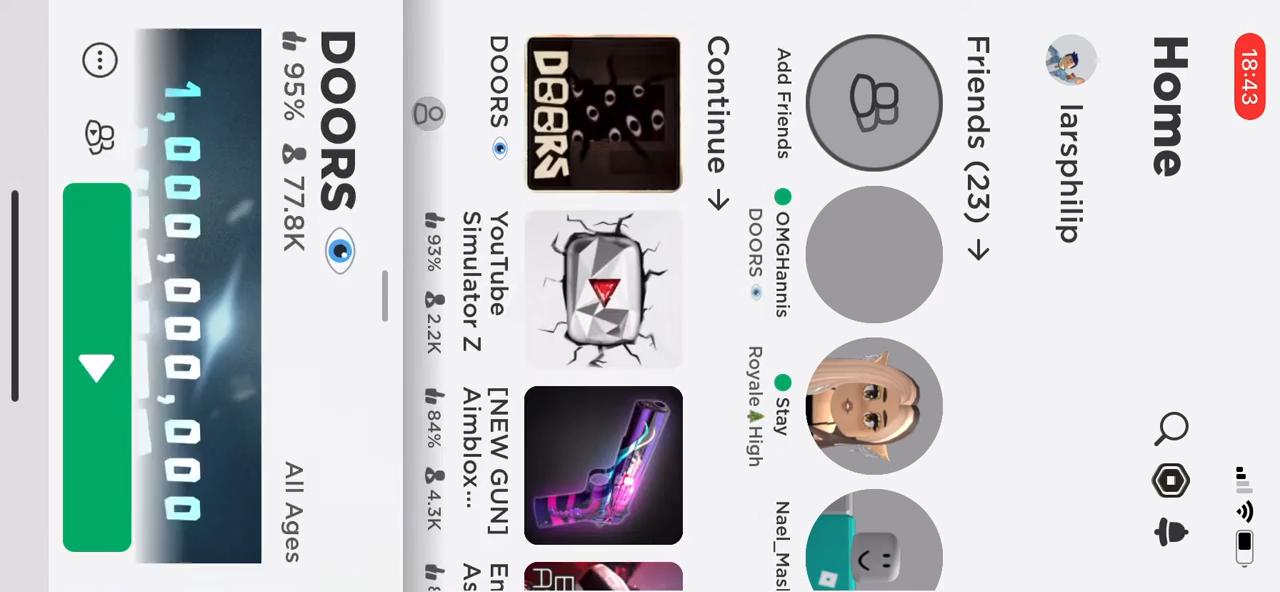 18:43
Home
larsphilip
Friends (23) →
Add Friends
OMGHannis
DOORS
Stay
Royale High
Nael_Masl
Continue →
DOORS
DOORS
YouTube
Simulator Z
93% 2.2K
[NEW GUN]
Aimblox...
84% 4.3K
En
As
DOORS
95% 77.8K
All Ages
1,000,000,000